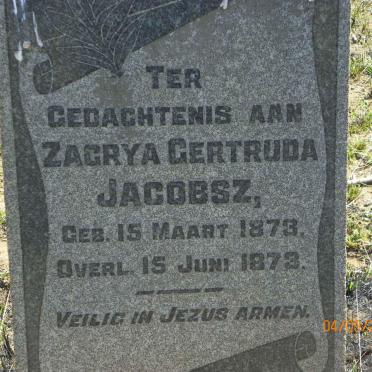 TER
GEDACHTENIS AAN
ZAGRYA GERTRUDA
JACOBSZ,
GEB. 15 MAART 1873.
OVERL. 15 JUNI 1873.
VEILIG IN JEZUS ARMEN.